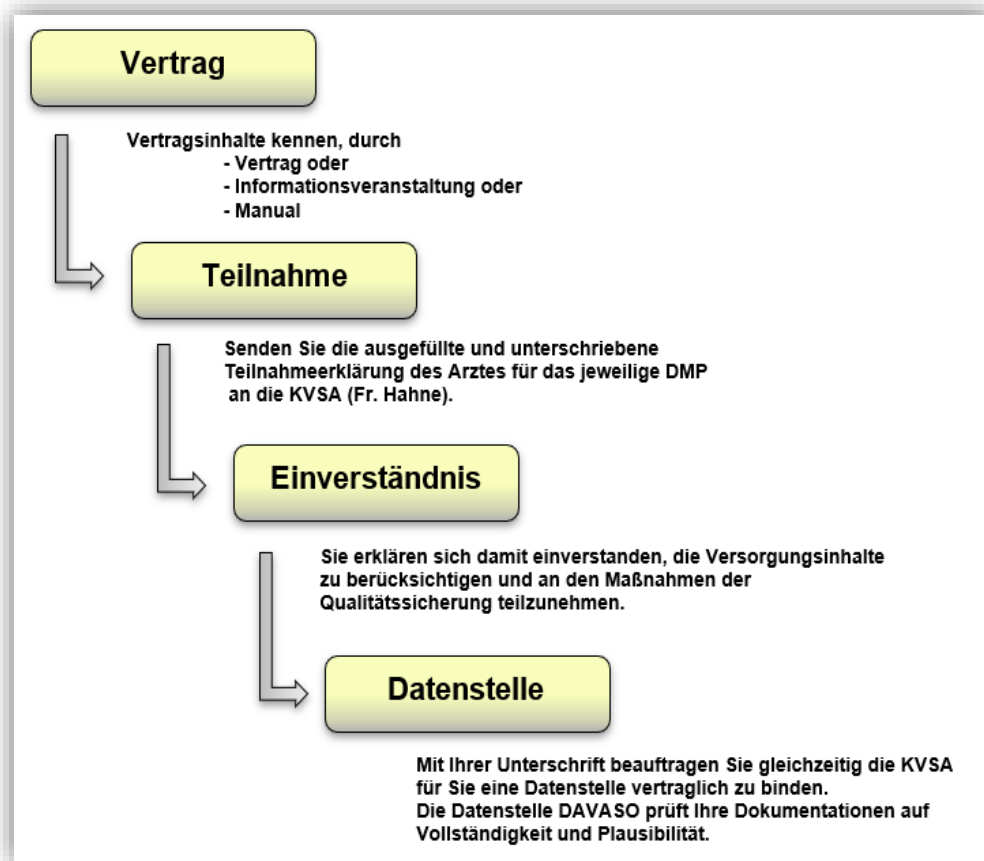 Vertrag
Vertragsinhalte kennen, durch
- Vertrag oder
- Informationsveranstaltung oder
- Manual
Teilnahme
Senden Sie die ausgefüllte und unterschriebene
Teilnahmeerklärung des Arztes für das jeweilige DMP
an die KVSA (Fr. Hahne).
Einverständnis
Sie erklären sich damit einverstanden, die Versorgungsinhalte
zu berücksichtigen und an den Maßnahmen der
Qualitätssicherung teilzunehmen.
Datenstelle
Mit Ihrer Unterschrift beauftragen Sie gleichzeitig die KVSA
für Sie eine Datenstelle vertraglich zu binden.
Die Datenstelle DAVASO prüft Ihre Dokumentationen auf
Vollständigkeit und Plausibilität.